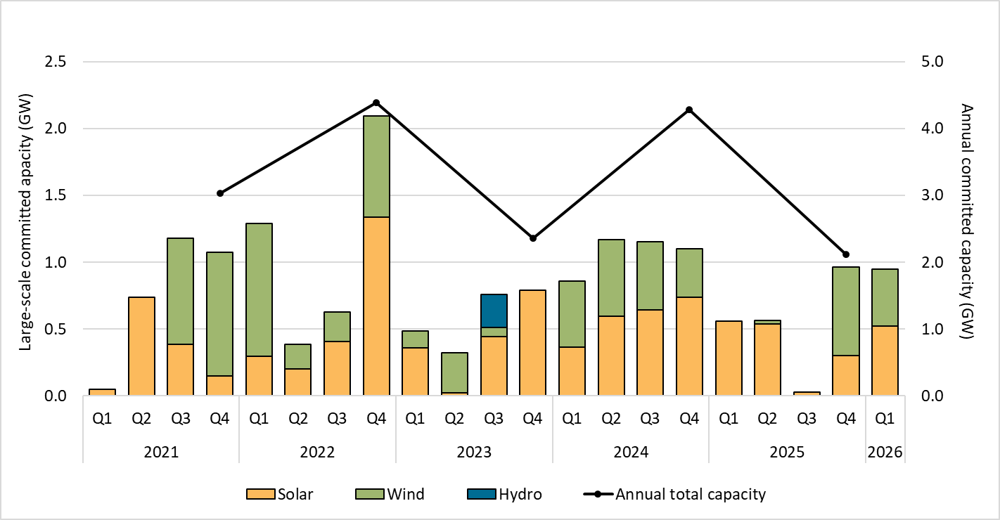 Large-scale committed apacity (GW)
2.5
2.0
1.5
1.0
0.5
0.0
5.0
4.0
3.0
2.0
1.0
0.0
Annual committed capacity (GW)
Q1 Q2 Q3 Q4 Q1 Q2 Q3 Q4 Q1 Q2 Q3 Q4 Q1 Q2 Q3 Q4 Q1 Q2 Q3 Q4 Q1
2021 2022 2023 2024 2025 2026
Solar Wind Hydro Annual total capacity